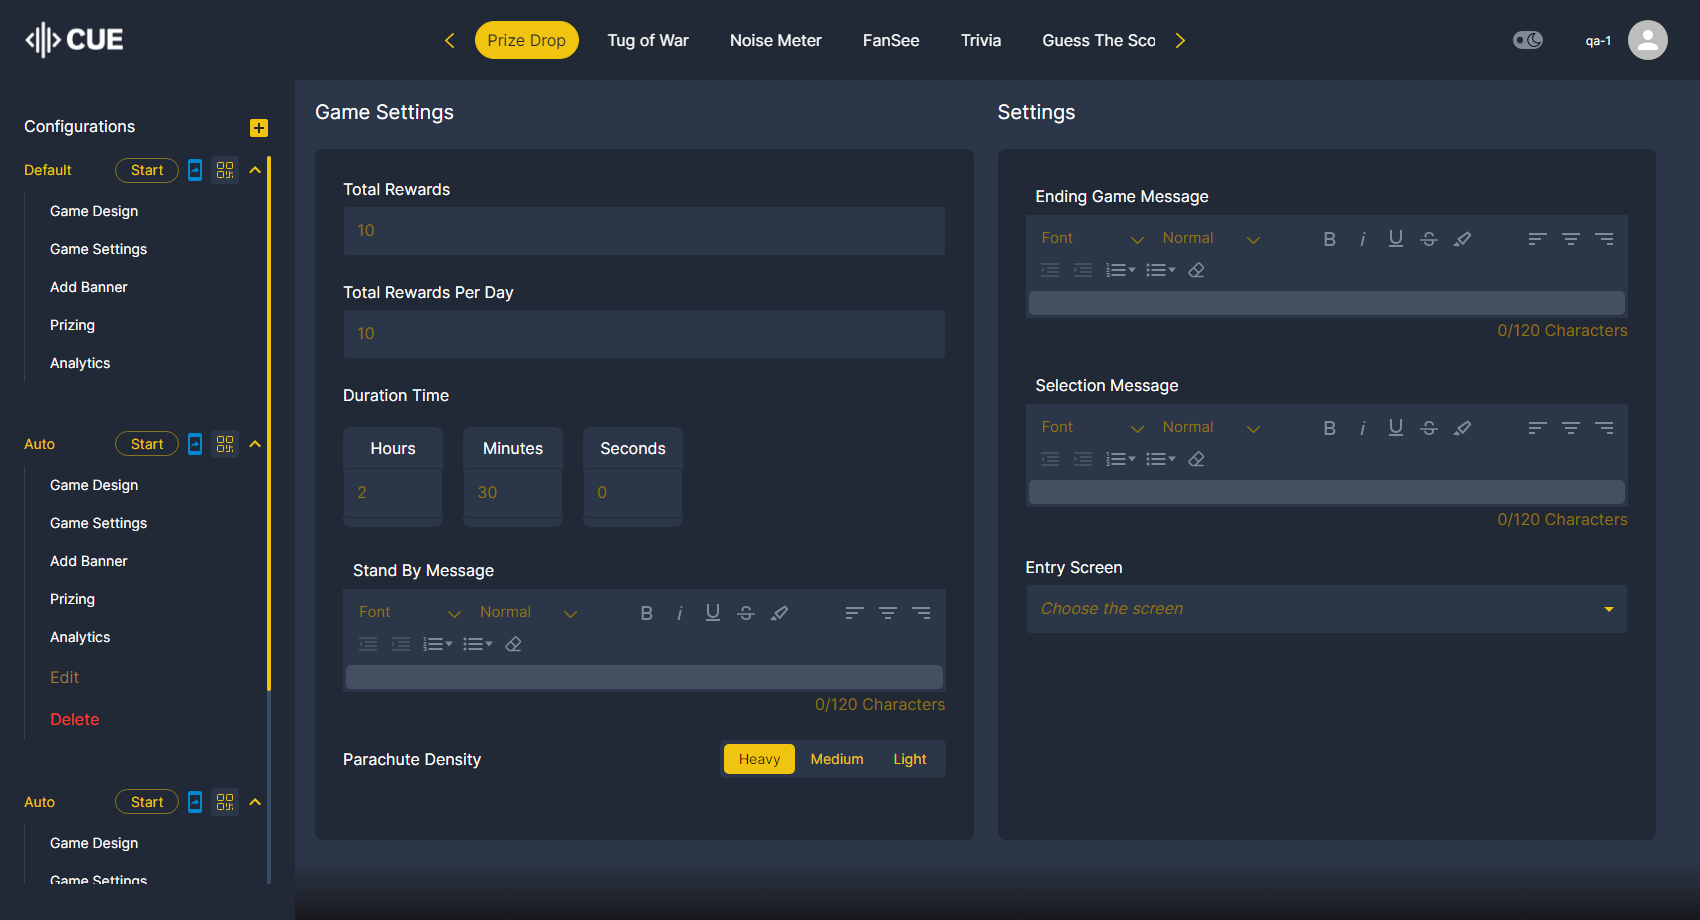 CUE
Prize Drop
Tug of War
Noise Meter
FanSee
Trivia
Guess The Sco
qa-1
Configurations
Default
Start
Game Design
Game Settings
Add Banner
Prizing
Analytics
Auto
Start
Game Design
Game Settings
Add Banner
Prizing
Analytics
Edit
Delete
Auto
Start
Game Design
Game Settings
Game Settings
Total Rewards
10
Total Rewards Per Day
10
Duration Time
Hours
Minutes
Seconds
2
30
0
Stand By Message
Font
Normal
0/120 Characters
Parachute Density
Heavy
Medium
Light
Settings
Ending Game Message
Font
Normal
0/120 Characters
Selection Message
Font
Normal
0/120 Characters
Entry Screen
Choose the screen